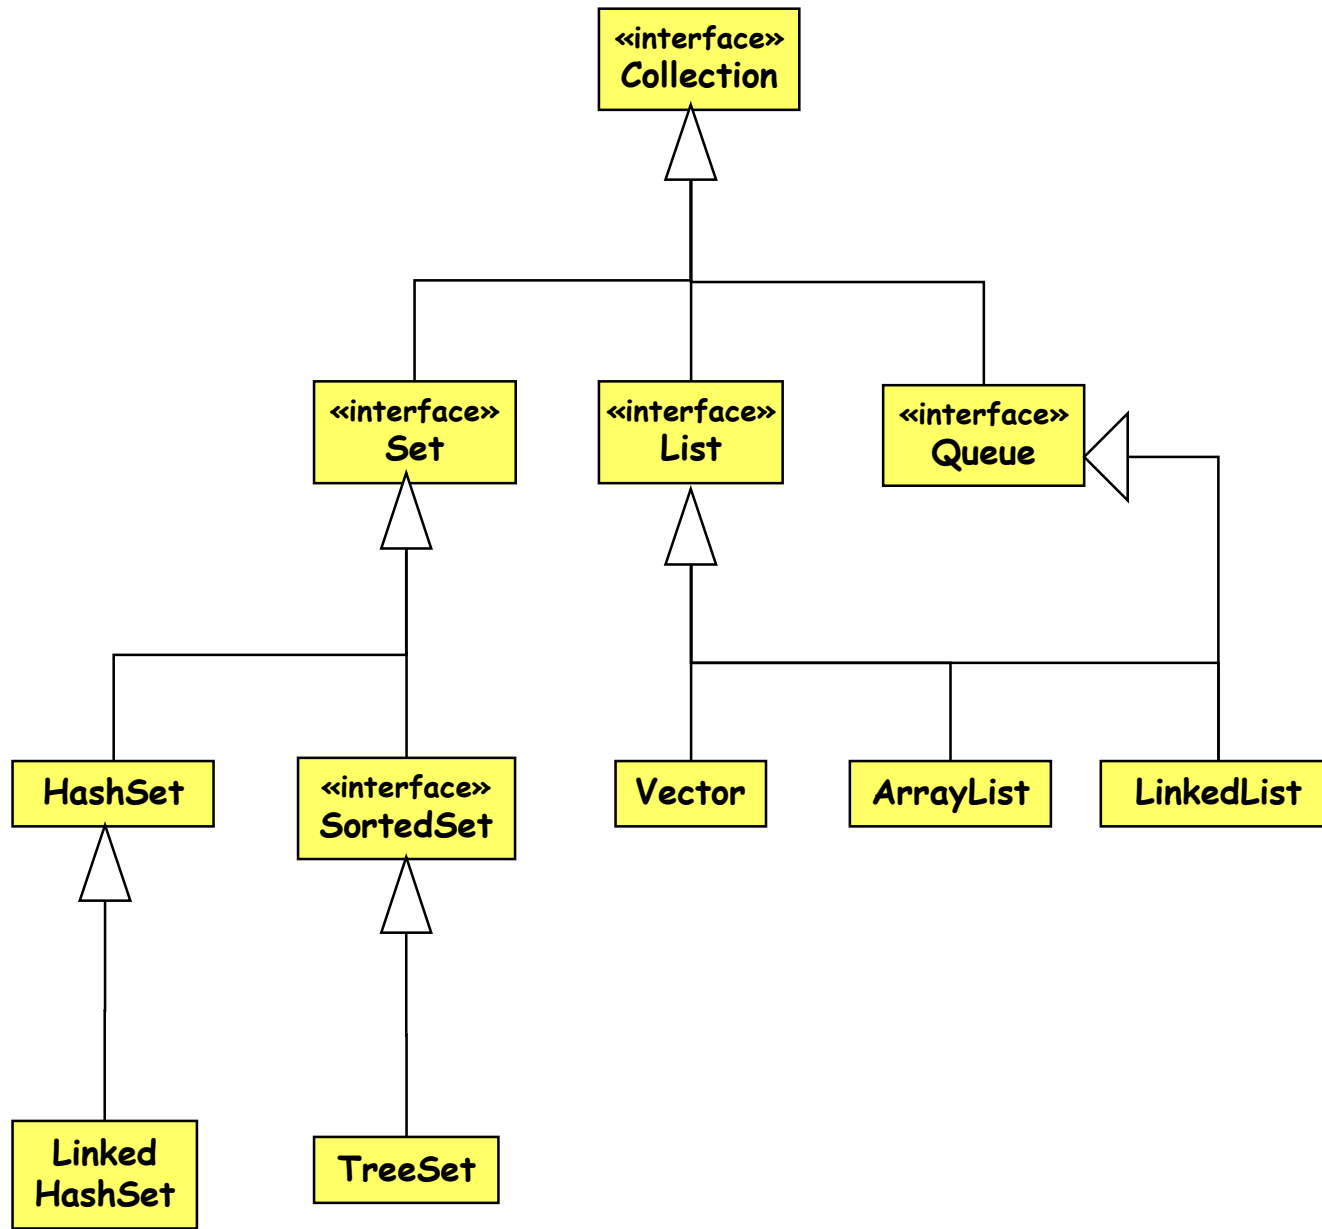 «interface»
Collection
«interface»
Set
«interface»
List
«interface»
Queue
HashSet
«interface»
SortedSet
Vector
ArrayList
LinkedList
Linked
HashSet
TreeSet